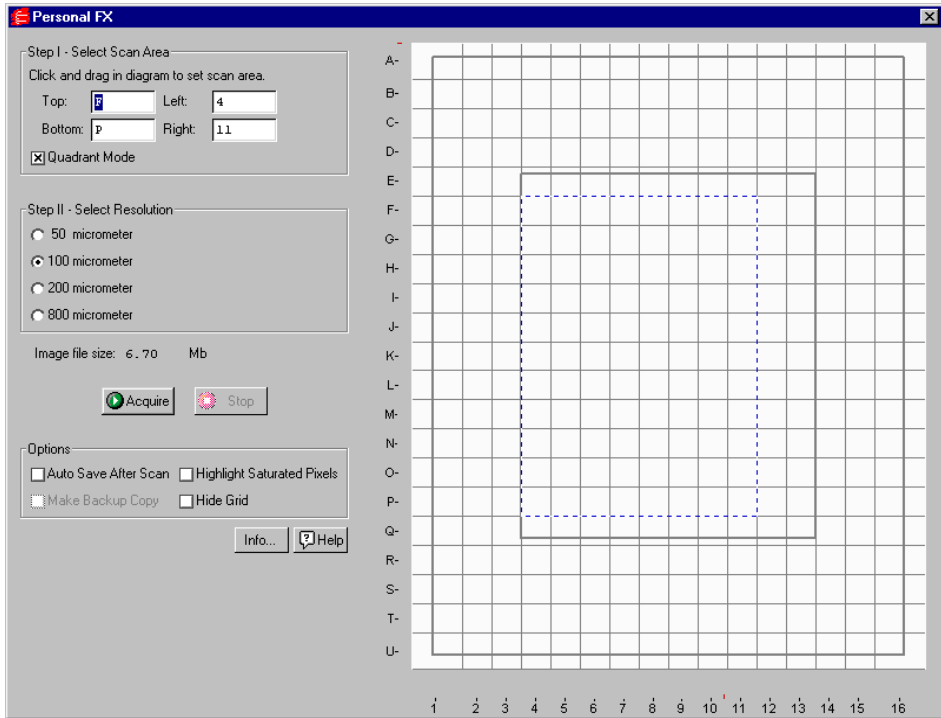 Personal FX
Step I - Select Scan Area
Click and drag in diagram to set scan area.
Top: F Left: 4
Bottom: P Right: 11
Quadrant Mode
Step II - Select Resolution
50 micrometer
100 micrometer
200 micrometer
800 micrometer
Image file size: 6.70 Mb
Acquire Stop
Options
Auto Save After Scan Highlight Saturated Pixels
Make Backup Copy Hide Grid
Info... Help
A-
B-
C-
D-
E-
F-
G-
H-
I-
J-
K-
L-
M-
N-
O-
P-
Q-
R-
S-
T-
U-
1 2 3 4 5 6 7 8 9 10 11 12 13 14 15 16